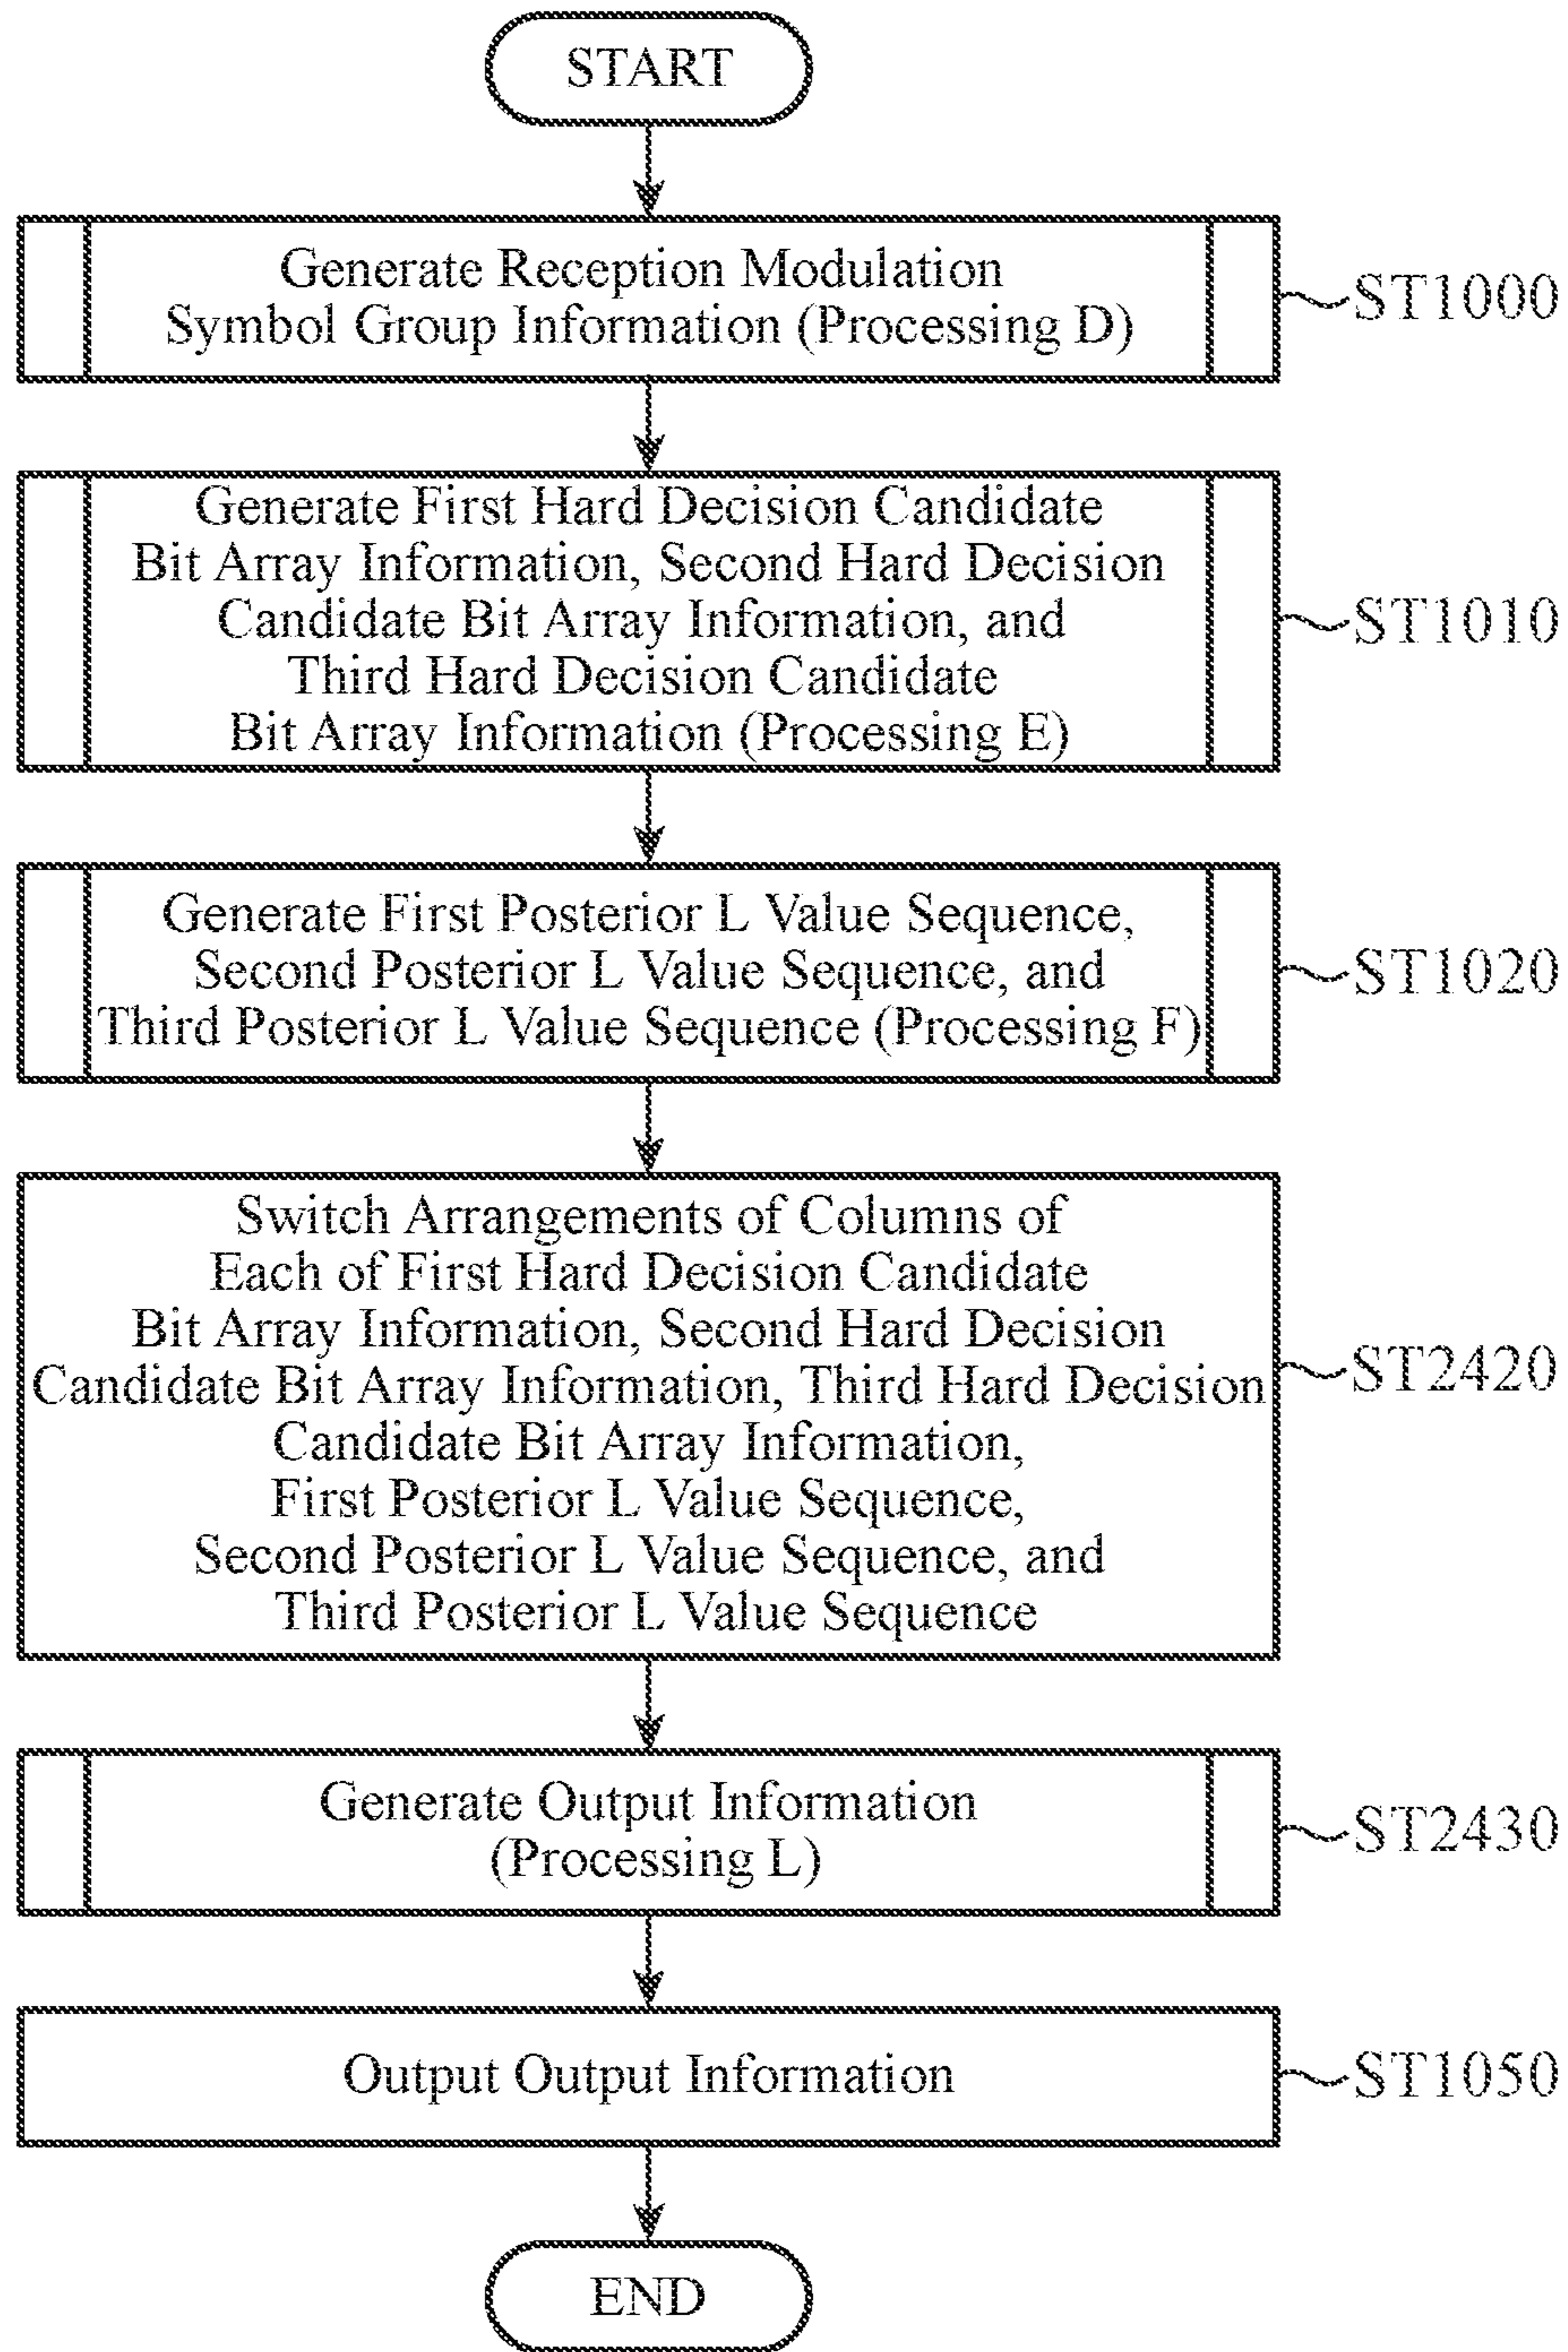 START
Generate Reception Modulation
Symbol Group Information (Processing D)
ST1000
Generate First Hard Decision Candidate
Bit Array Information, Second Hard Decision
Candidate Bit Array Information, and
Third Hard Decision Candidate
Bit Array Information (Processing E)
ST1010
Generate First Posterior L Value Sequence,
Second Posterior L Value Sequence, and
Third Posterior L Value Sequence (Processing F)
ST1020
Switch Arrangements of Columns of
Each of First Hard Decision Candidate
Bit Array Information, Second Hard Decision
Candidate Bit Array Information, Third Hard Decision
Candidate Bit Array Information,
First Posterior L Value Sequence,
Second Posterior L Value Sequence, and
Third Posterior L Value Sequence
ST2420
Generate Output Information
(Processing L)
ST2430
Output Output Information
ST1050
END